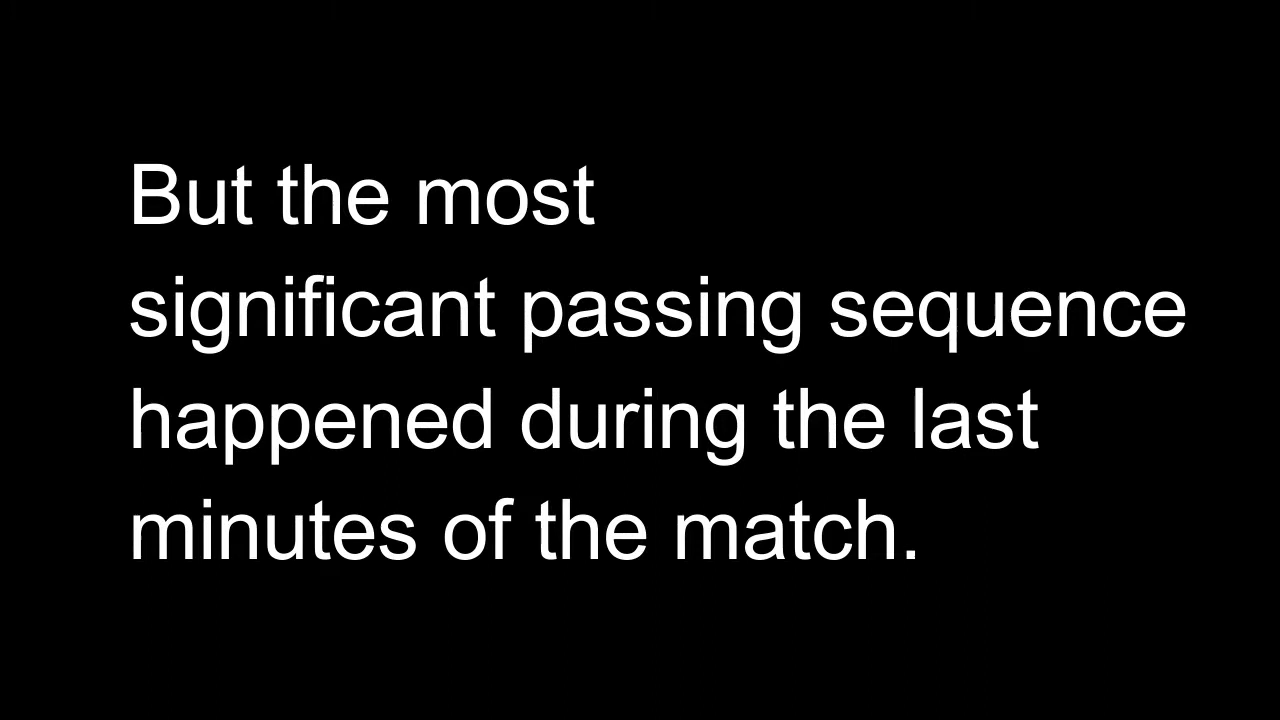 But the most
significant passing sequence
happened during the last
minutes of the match.